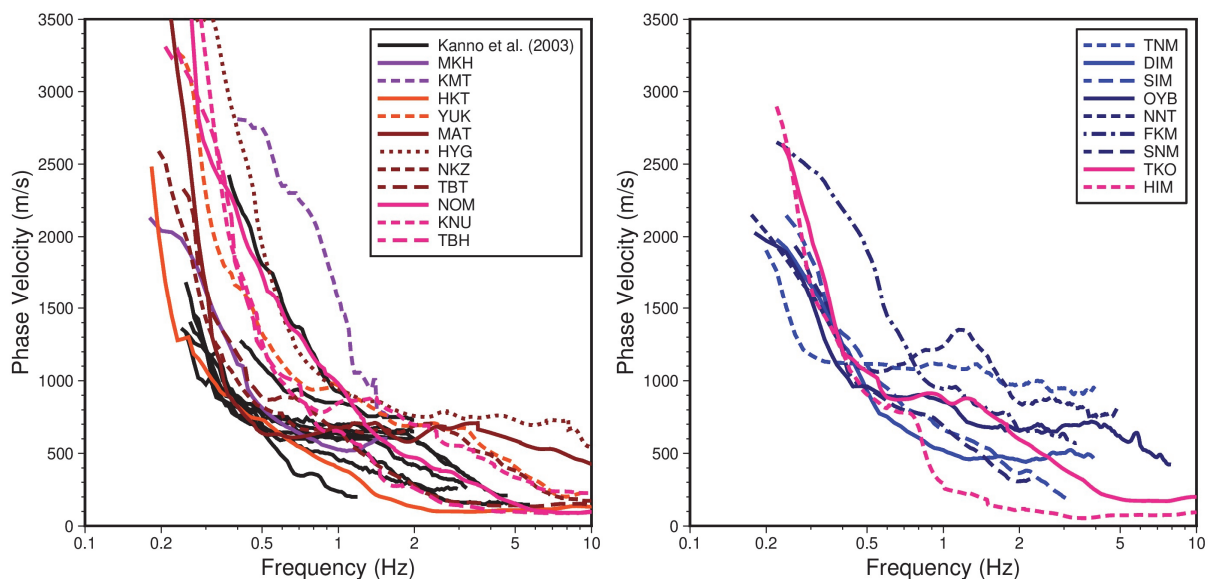 3500
3000
2500
2000
1500
1000
500
0
Phase Velocity (m/s)
0.1
0.2
0.5
1
2
5
10
Frequency (Hz)
Kanno et al. (2003)
MKH
KMT
HKT
YUK
MAT
HYG
NKZ
TBT
NOM
KNU
TBH
3500
3000
2500
2000
1500
1000
500
0
Phase Velocity (m/s)
0.1
0.2
0.5
1
2
5
10
Frequency (Hz)
TNM
DIM
SIM
OYB
NNT
FKM
SNM
TKO
HIM